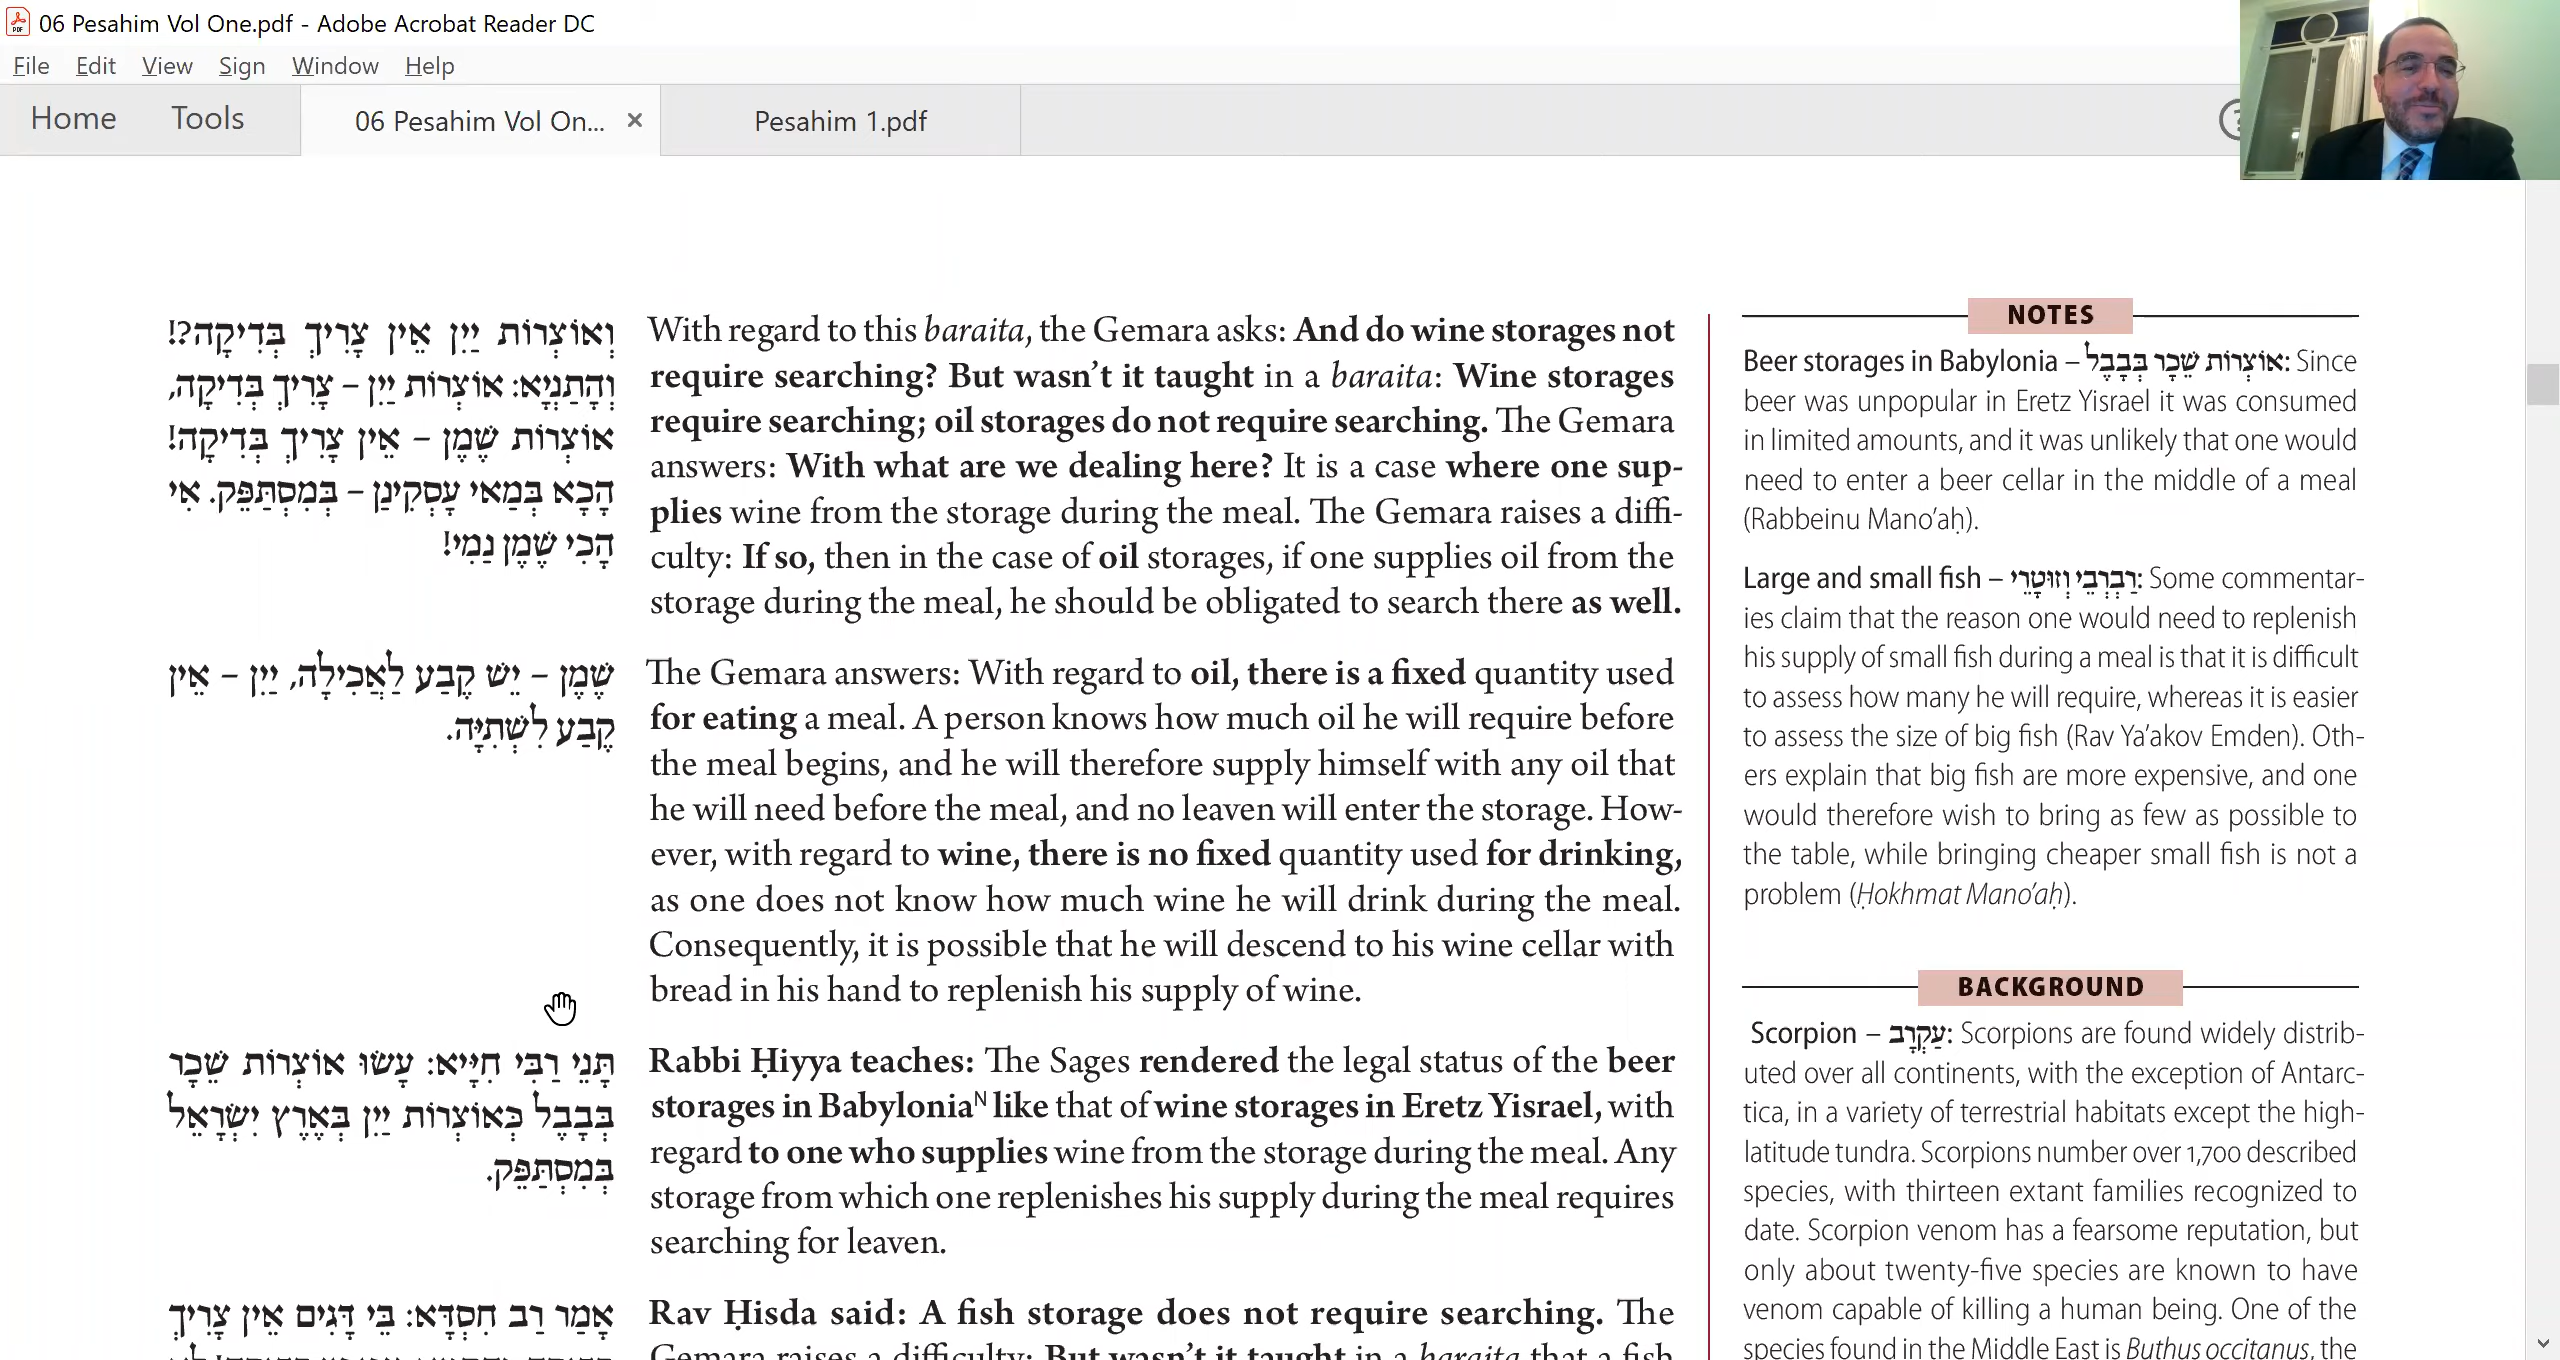 06 Pesahim Vol One.pdf - Adobe Acrobat Reader DC
File Edit View Sign Window Help
Home Tools 06 Pesahim Vol On... × Pesahim 1.pdf
וְאוֹצְרוֹת יַיִן אֵין צָרִיךְ בְּדִיקָה?!
וְהָתַנְיָא: אוֹצְרוֹת יַיִן – צָרִיךְ בְּדִיקָה,
אוֹצְרוֹת שֶׁמֶן – אֵין צָרִיךְ בְּדִיקָה!
הָכָא בְּמַאי עָסְקִינַן – בְּמִסְתַּפֵּק. אִי
הָכִי שֶׁמֶן נַמִי!
שֶׁמֶן – יֵשׁ קֶבַע לַאֲכִילָה, יַיִן – אֵין
קֶבַע לִשְׁתִיָּה.
תָּנֵי רַבִּי חִיָּיא: עָשׂוּ אוֹצְרוֹת שֵׁכָר
בְּבָבֶל כְּאוֹצְרוֹת יַיִן בְּאֶרֶץ יִשְׂרָאֵל
בְּמִסְתַּפֵּק.
אָמַר רַב חִסְדָּא: בֵּי דָּגִים אֵין צָרִיךְ
With regard to this baraita, the Gemara asks: And do wine storages not
require searching? But wasn't it taught in a baraita: Wine storages
require searching; oil storages do not require searching. The Gemara
answers: With what are we dealing here? It is a case where one sup-
plies wine from the storage during the meal. The Gemara raises a diffi-
culty: If so, then in the case of oil storages, if one supplies oil from the
storage during the meal, he should be obligated to search there as well.
The Gemara answers: With regard to oil, there is a fixed quantity used
for eating a meal. A person knows how much oil he will require before
the meal begins, and he will therefore supply himself with any oil that
he will need before the meal, and no leaven will enter the storage. How-
ever, with regard to wine, there is no fixed quantity used for drinking,
as one does not know how much wine he will drink during the meal.
Consequently, it is possible that he will descend to his wine cellar with
bread in his hand to replenish his supply of wine.
Rabbi Ḥiyya teaches: The Sages rendered the legal status of the beer
storages in Babylonia^N like that of wine storages in Eretz Yisrael, with
regard to one who supplies wine from the storage during the meal. Any
storage from which one replenishes his supply during the meal requires
searching for leaven.
Rav Ḥisda said: A fish storage does not require searching. The
Gemara raises a difficulty: But wasn't it taught in a baraita that a fish
NOTES
Beer storages in Babylonia – אוֹצְרוֹת שֵׁכָר בְּבָבֶל: Since
beer was unpopular in Eretz Yisrael it was consumed
in limited amounts, and it was unlikely that one would
need to enter a beer cellar in the middle of a meal
(Rabbeinu Mano'aḥ).
Large and small fish – רַבְרְבֵי וְזוּטָרֵי: Some commentar-
ies claim that the reason one would need to replenish
his supply of small fish during a meal is that it is difficult
to assess how many he will require, whereas it is easier
to assess the size of big fish (Rav Ya'akov Emden). Oth-
ers explain that big fish are more expensive, and one
would therefore wish to bring as few as possible to
the table, while bringing cheaper small fish is not a
problem (Ḥokhmat Mano'aḥ).
BACKGROUND
Scorpion – עַקְרָב: Scorpions are found widely distrib-
uted over all continents, with the exception of Antarc-
tica, in a variety of terrestrial habitats except the high-
latitude tundra. Scorpions number over 1,700 described
species, with thirteen extant families recognized to
date. Scorpion venom has a fearsome reputation, but
only about twenty-five species are known to have
venom capable of killing a human being. One of the
species found in the Middle East is Buthus occitanus, the